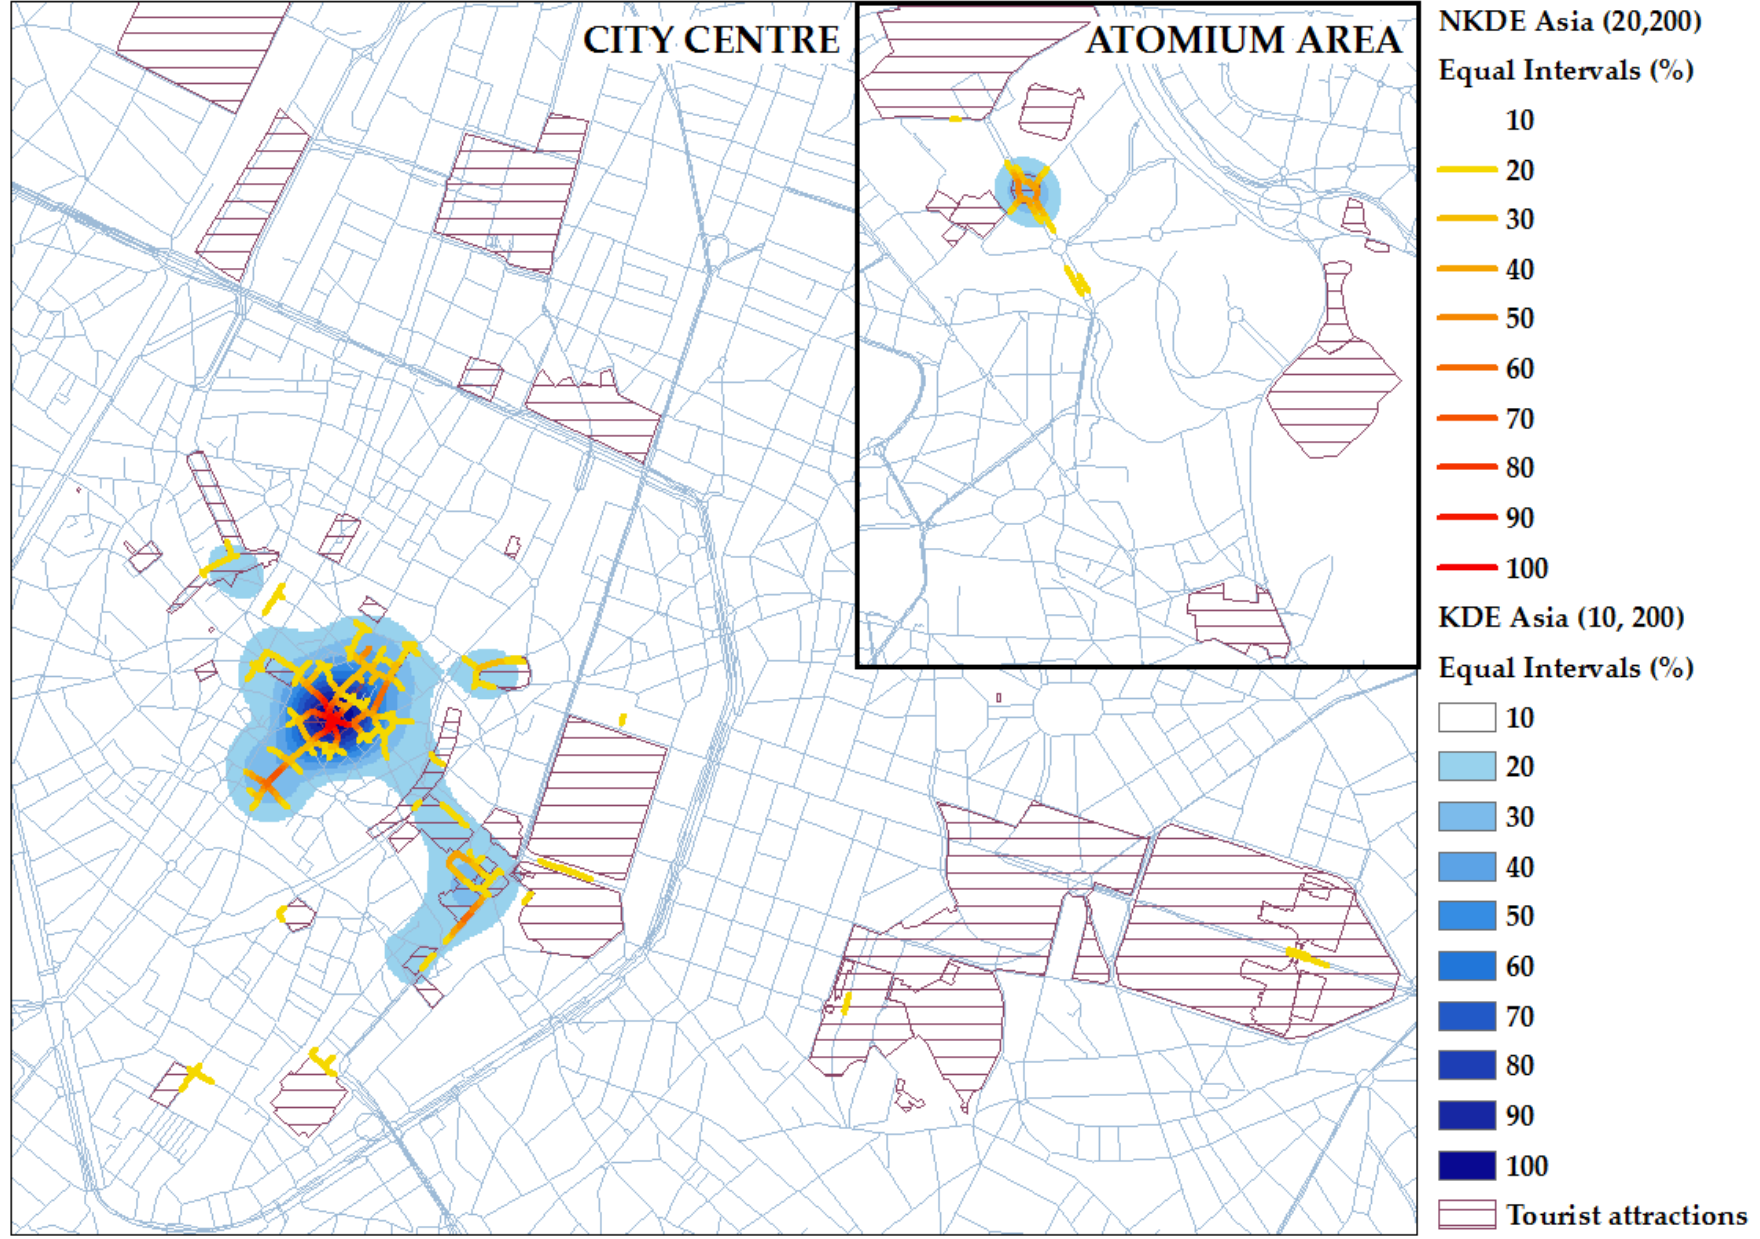 CITY CENTRE
ATOMIUM AREA
NKDE Asia (20,200)
Equal Intervals (%)
10
20
30
40
50
60
70
80
90
100
KDE Asia (10, 200)
Equal Intervals (%)
10
20
30
40
50
60
70
80
90
100
Tourist attractions